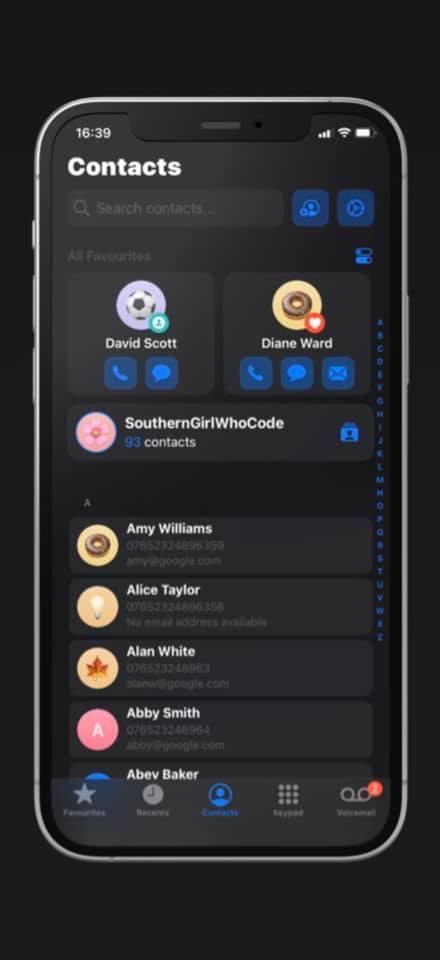 16:39
Contacts
Search contacts...
All Favourites
David Scott
Diane Ward
SouthernGirlWhoCode
93 contacts
A
Amy Williams
07652324896359
amy@google.com
Alice Taylor
07652324896356
No email address available
Alan White
076523248963
alanw@google.com
A
Abby Smith
076523248964
abby@google.com
Abey Baker
A
B
C
D
E
F
G
H
I
J
K
L
M
N
O
P
Q
R
S
T
U
V
W
X
Z
Favourites
Recents
Contacts
Keypad
2
Voicemail